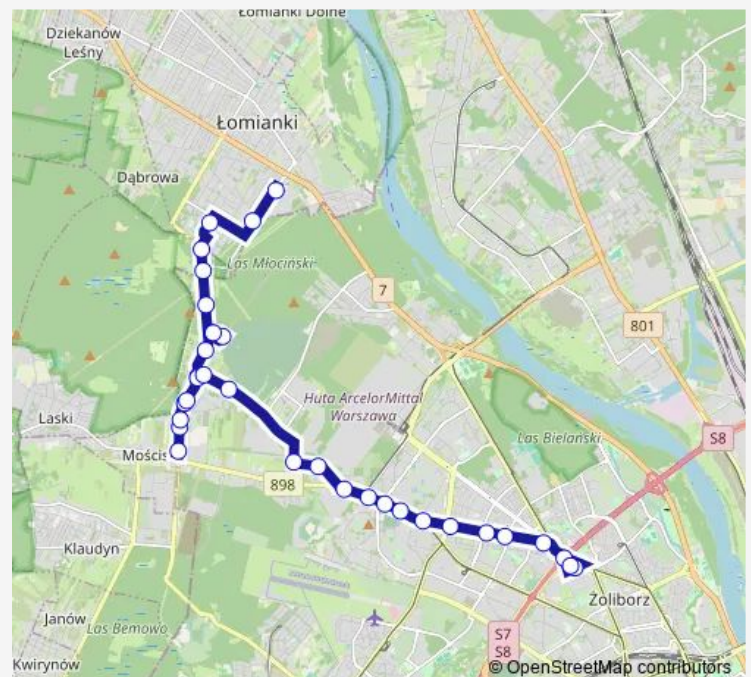 Łomianki Dolne
Dziekanów
Leśny
Łomianki
Dąbrowa
Las Młociński
7
801
Huta ArcelorMittal
Warszawa
Laski
Las Bielański
S8
Mościs
898
Klaudyn
Żoliborz
Janów
Las Bemowo
S7
S8
Kwirynów
© OpenStreetMap contributors